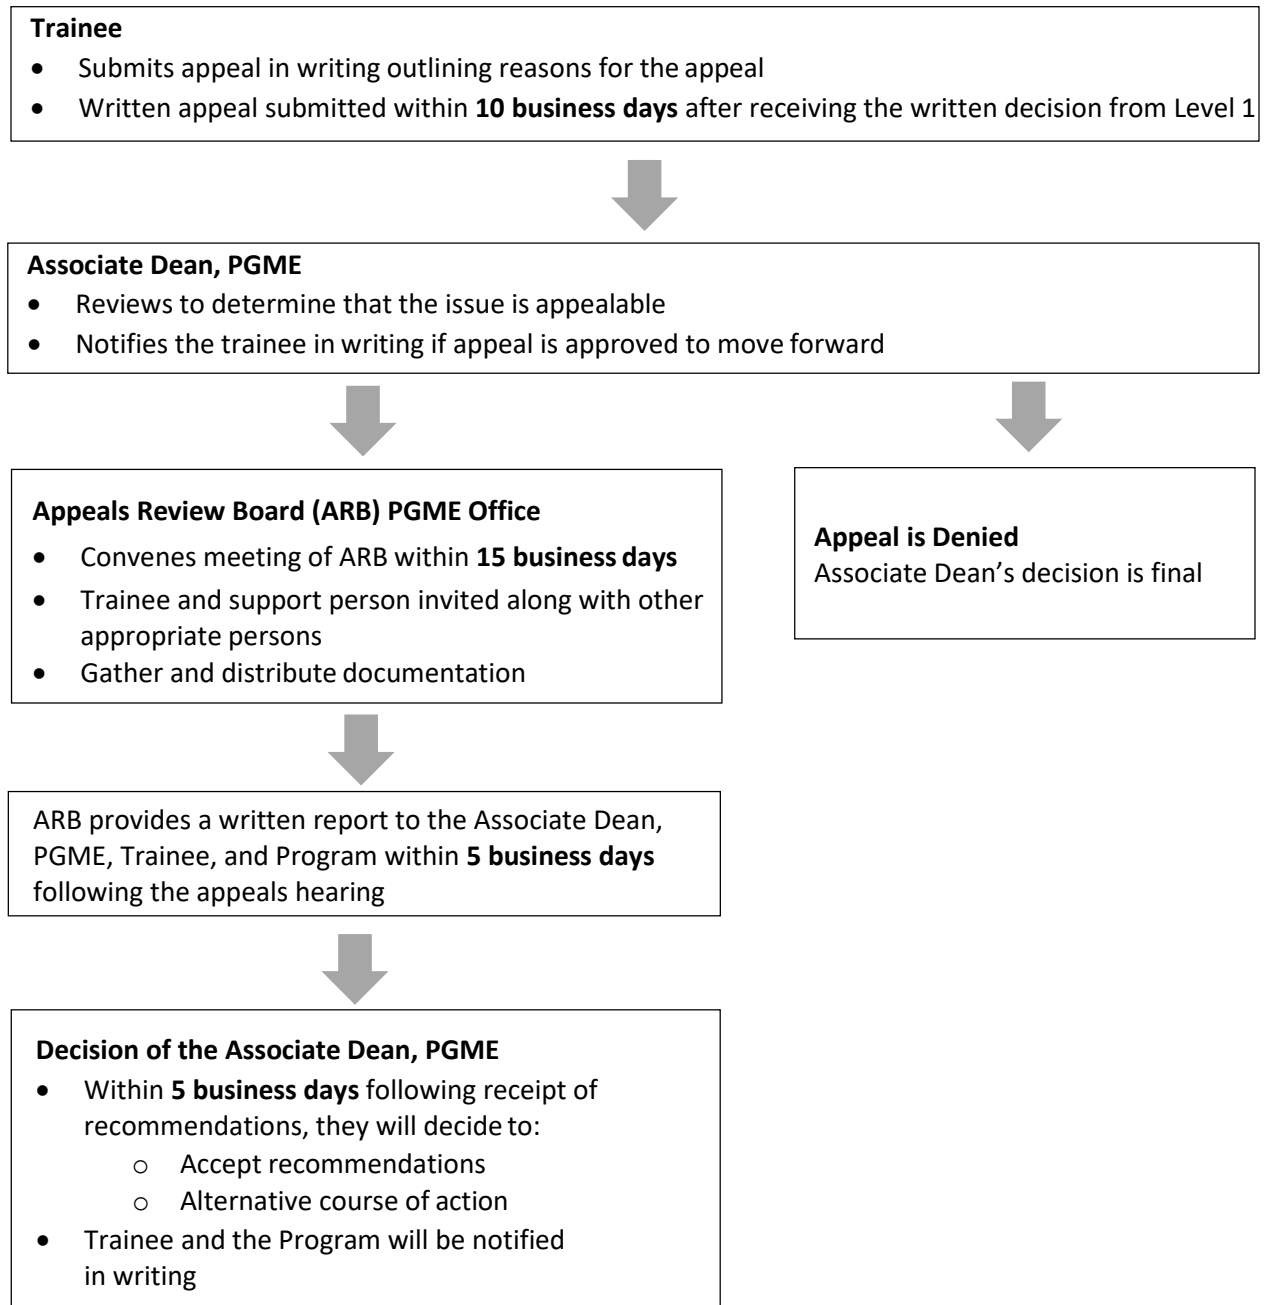 Trainee
• Submits appeal in writing outlining reasons for the appeal
• Written appeal submitted within 10 business days after receiving the written decision from Level 1
Associate Dean, PGME
• Reviews to determine that the issue is appealable
• Notifies the trainee in writing if appeal is approved to move forward
Appeals Review Board (ARB) PGME Office
• Convenes meeting of ARB within 15 business days
• Trainee and support person invited along with other
appropriate persons
• Gather and distribute documentation
Appeal is Denied
Associate Dean’s decision is final
ARB provides a written report to the Associate Dean,
PGME, Trainee, and Program within 5 business days
following the appeals hearing
Decision of the Associate Dean, PGME
• Within 5 business days following receipt of
recommendations, they will decide to:
o Accept recommendations
o Alternative course of action
• Trainee and the Program will be notified
in writing